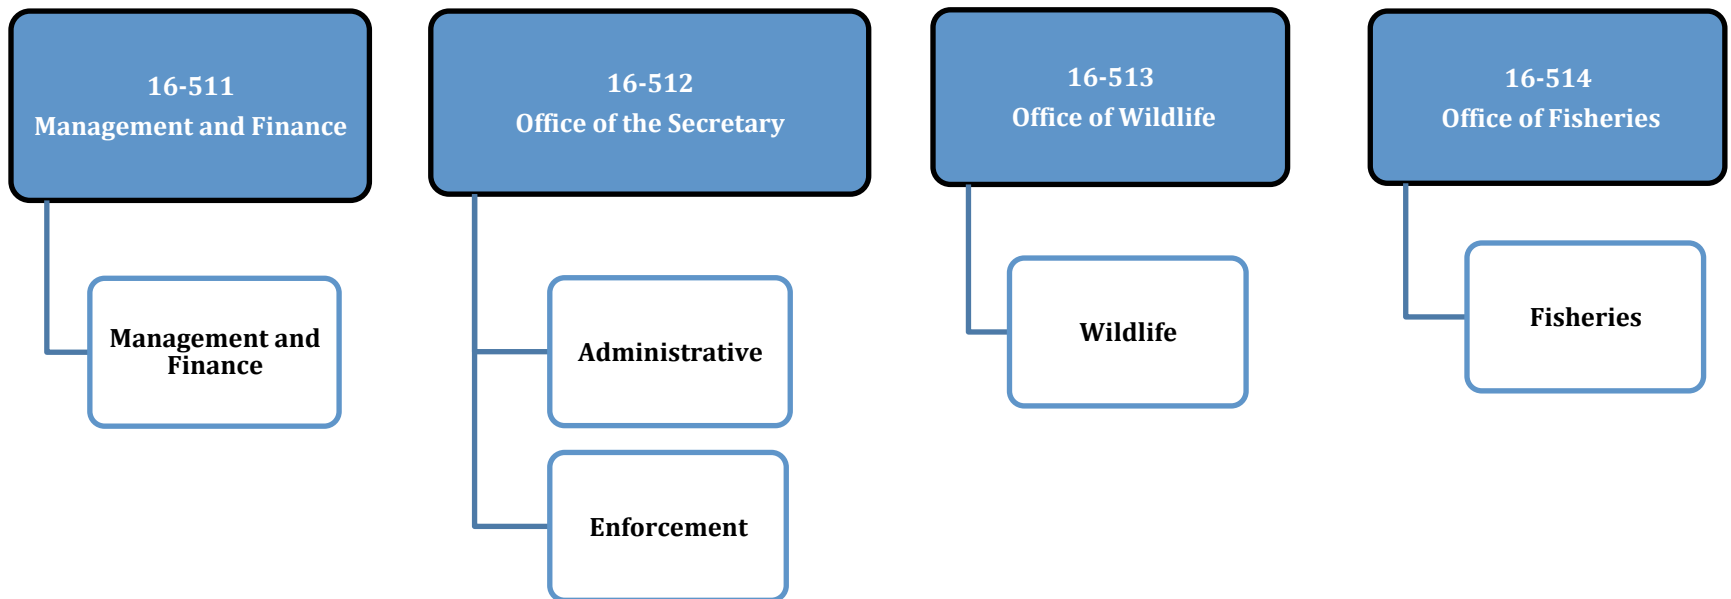 16-511
Management and Finance
Management and
Finance
16-512
Office of the Secretary
Administrative
Enforcement
16-513
Office of Wildlife
Wildlife
16-514
Office of Fisheries
Fisheries